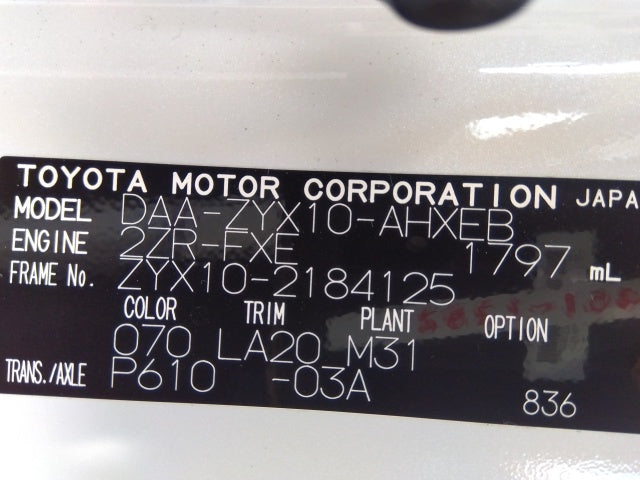 TOYOTA MOTOR CORPORATION JAPA
MODEL DAA-ZYX10-AHXEB
ENGINE 2ZR-FXE 1797 mL
FRAME No. ZYX10-2184125
COLOR TRIM PLANT OPTION
070 LA20 M31
TRANS./AXLE P610 -03A
836